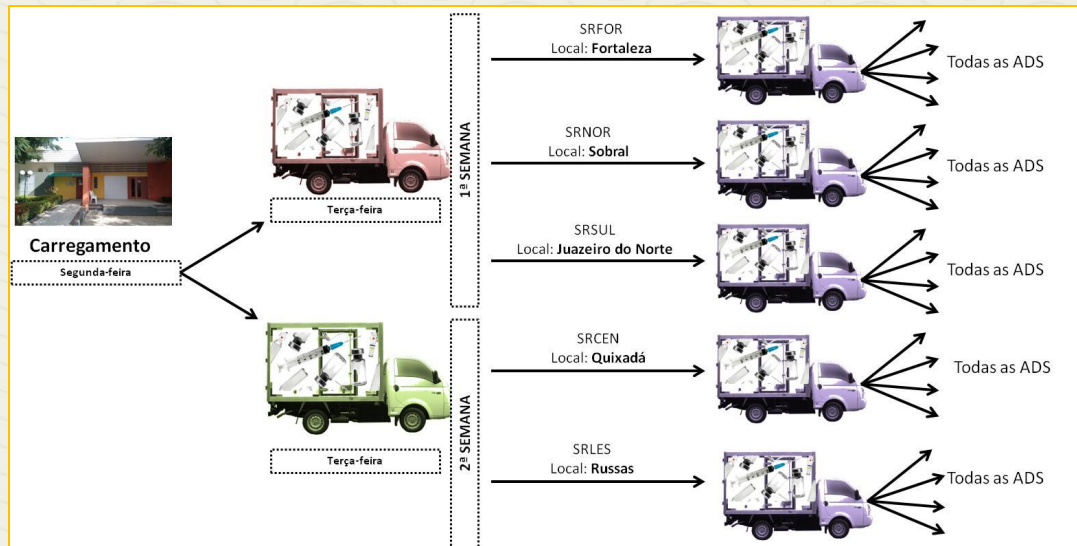 Carregamento
Segunda-feira
Terça-feira
1ª SEMANA
SRFOR
Local: Fortaleza
Todas as ADS
SRNOR
Local: Sobral
Todas as ADS
SRSUL
Local: Juazeiro do Norte
Todas as ADS
Terça-feira
2ª SEMANA
SRCEN
Local: Quixadá
Todas as ADS
SRLES
Local: Russas
Todas as ADS